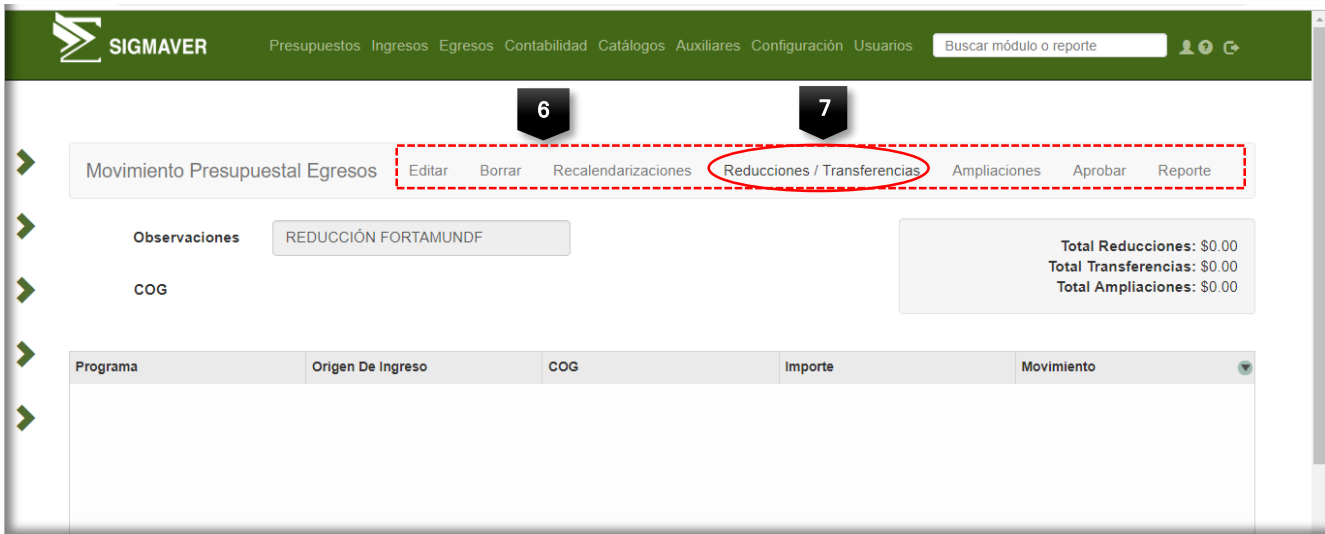 SIGMAVER Presupuestos Ingresos Egresos Contabilidad Catálogos Auxiliares Configuración Usuarios Buscar módulo o reporte
6 7
Movimiento Presupuestal Egresos Editar Borrar Recalendarizaciones Reducciones / Transferencias Ampliaciones Aprobar Reporte
Observaciones REDUCCIÓN FORTAMUNDF
COG
Total Reducciones: $0.00
Total Transferencias: $0.00
Total Ampliaciones: $0.00
Programa Origen De Ingreso COG Importe Movimiento